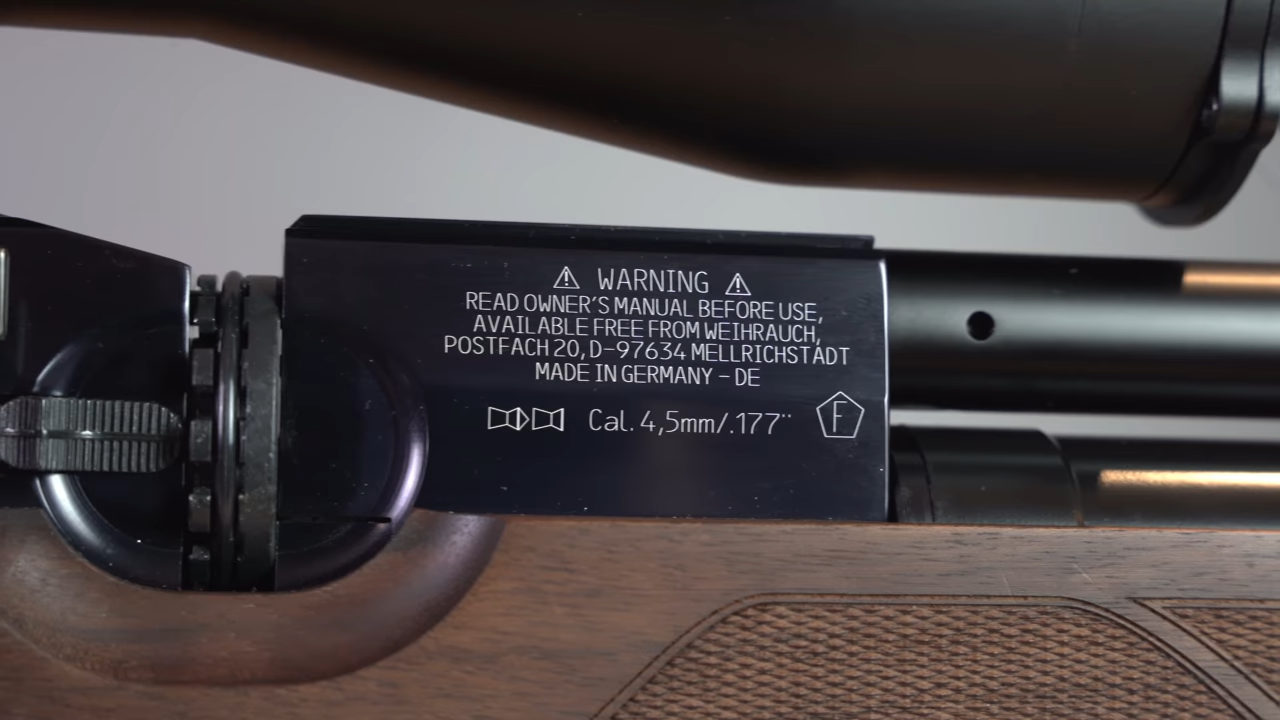 ⚠ WARNING ⚠
READ OWNER'S MANUAL BEFORE USE,
AVAILABLE FREE FROM WEIHRAUCH,
POSTFACH 20, D-97634 MELLRICHSTADT
MADE IN GERMANY - DE
Cal. 4,5mm/.177" F